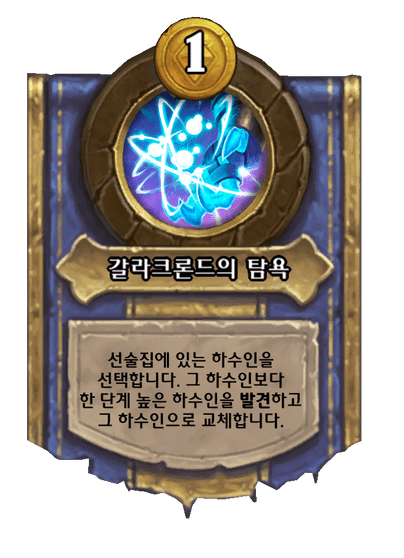 1
갈라크론드의 탐욕
선술집에 있는 하수인을
선택합니다. 그 하수인보다
한 단계 높은 하수인을 발견하고
그 하수인으로 교체합니다.